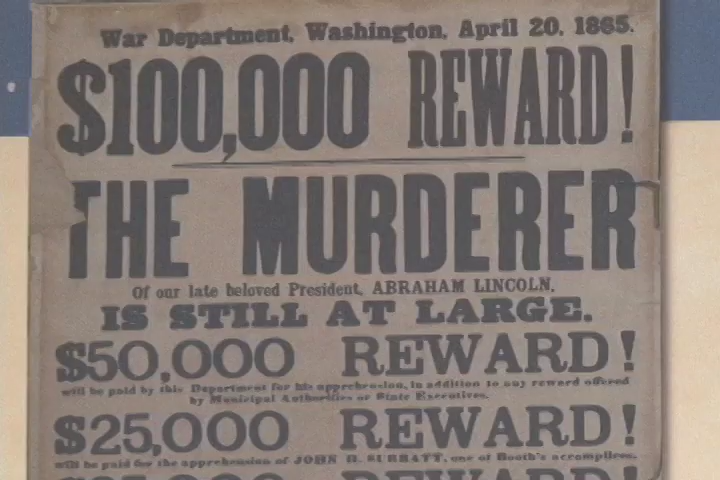 War Department, Washington, April 20, 1865.
$100,000 REWARD!
THE MURDERER
Of our late beloved President, ABRAHAM LINCOLN,
IS STILL AT LARGE.
$50,000 REWARD!
will be paid by this Department for his apprehension, in addition to any reward offered
by Municipal Authorities or State Executives.
$25,000 REWARD!
will be paid for the apprehension of JOHN H. SURRATT, one of Booth's accomplices.
$25,000 REWARD!